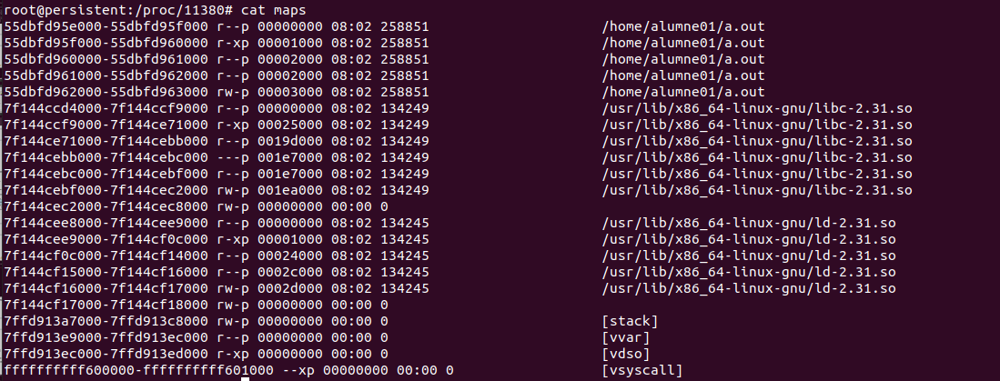 root@persistent:/proc/11380# cat maps
55dbfd95e000-55dbfd95f000 r--p 00000000 08:02 258851 /home/alumne01/a.out
55dbfd95f000-55dbfd960000 r-xp 00001000 08:02 258851 /home/alumne01/a.out
55dbfd960000-55dbfd961000 r--p 00002000 08:02 258851 /home/alumne01/a.out
55dbfd961000-55dbfd962000 r--p 00002000 08:02 258851 /home/alumne01/a.out
55dbfd962000-55dbfd963000 rw-p 00003000 08:02 258851 /home/alumne01/a.out
7f144ccd4000-7f144ccf9000 r--p 00000000 08:02 134249 /usr/lib/x86_64-linux-gnu/libc-2.31.so
7f144ccf9000-7f144ce71000 r-xp 00025000 08:02 134249 /usr/lib/x86_64-linux-gnu/libc-2.31.so
7f144ce71000-7f144cebb000 r--p 0019d000 08:02 134249 /usr/lib/x86_64-linux-gnu/libc-2.31.so
7f144cebb000-7f144cebc000 ---p 001e7000 08:02 134249 /usr/lib/x86_64-linux-gnu/libc-2.31.so
7f144cebc000-7f144cebf000 r--p 001e7000 08:02 134249 /usr/lib/x86_64-linux-gnu/libc-2.31.so
7f144cebf000-7f144cec2000 rw-p 001ea000 08:02 134249 /usr/lib/x86_64-linux-gnu/libc-2.31.so
7f144cec2000-7f144cec8000 rw-p 00000000 00:00 0
7f144cee8000-7f144cee9000 r--p 00000000 08:02 134245 /usr/lib/x86_64-linux-gnu/ld-2.31.so
7f144cee9000-7f144cf0c000 r-xp 00001000 08:02 134245 /usr/lib/x86_64-linux-gnu/ld-2.31.so
7f144cf0c000-7f144cf14000 r--p 00024000 08:02 134245 /usr/lib/x86_64-linux-gnu/ld-2.31.so
7f144cf15000-7f144cf16000 r--p 0002c000 08:02 134245 /usr/lib/x86_64-linux-gnu/ld-2.31.so
7f144cf16000-7f144cf17000 rw-p 0002d000 08:02 134245 /usr/lib/x86_64-linux-gnu/ld-2.31.so
7f144cf17000-7f144cf18000 rw-p 00000000 00:00 0
7ffd913a7000-7ffd913c8000 rw-p 00000000 00:00 0 [stack]
7ffd913e9000-7ffd913ec000 r--p 00000000 00:00 0 [vvar]
7ffd913ec000-7ffd913ed000 r-xp 00000000 00:00 0 [vdso]
ffffffffff600000-ffffffffff601000 --xp 00000000 00:00 0 [vsyscall]